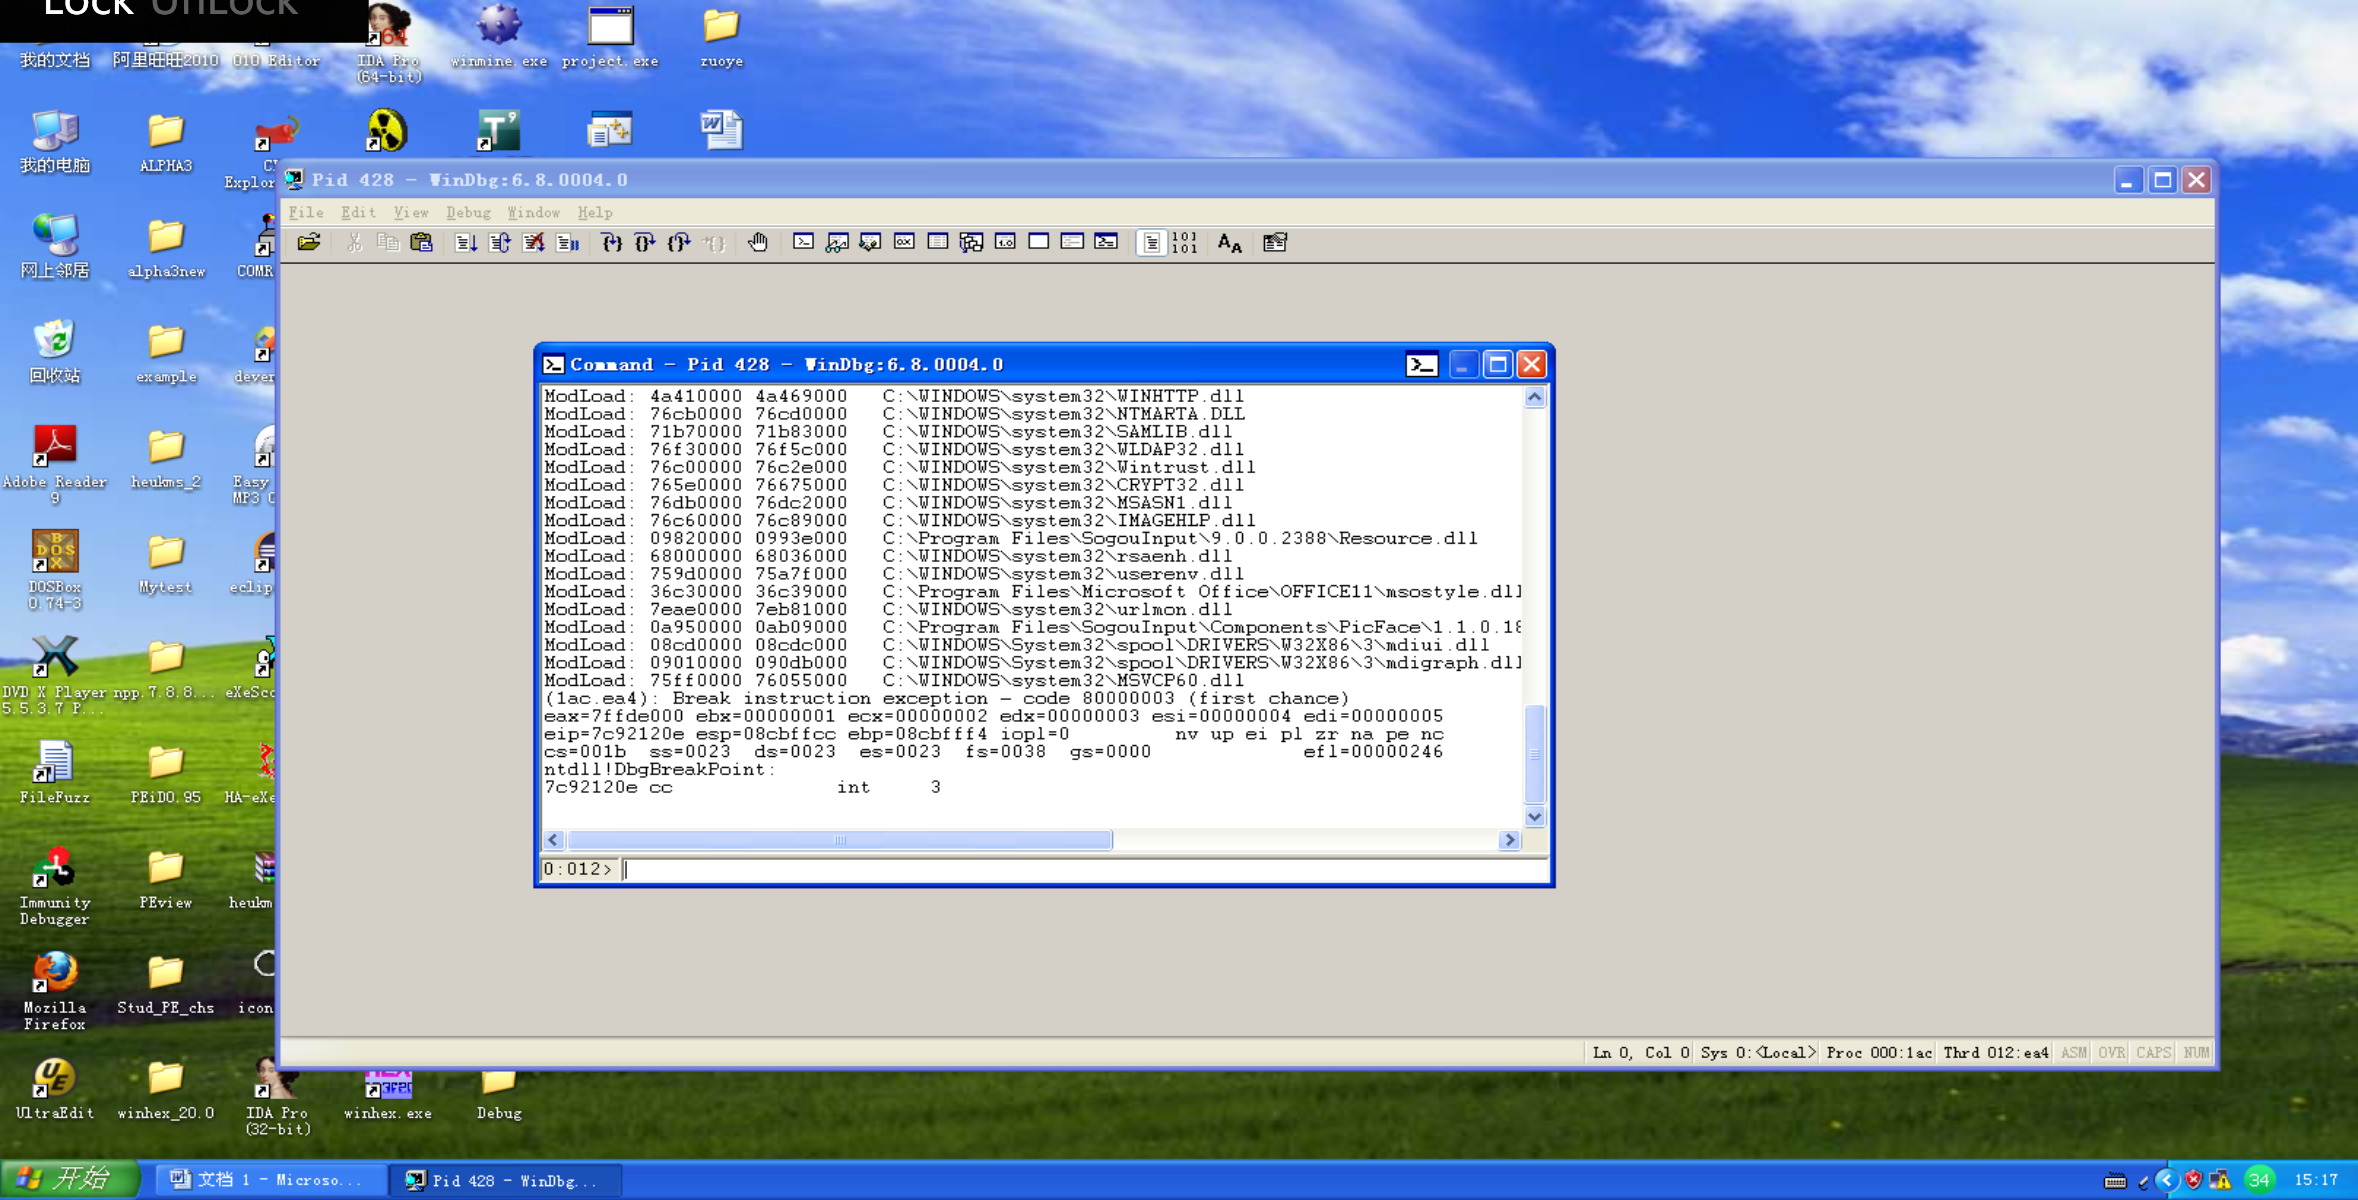 Lock UnLock
我的文档 阿里旺旺2010 010 Editor IDA Pro (64-bit) winmine.exe project.exe zuoye
我的电脑 ALPHA3
Explor
网上邻居 alpha3new COMR
回收站 example dever
Adobe Reader 9 heukms_2 Easy MP3 C
DOSBox 0.74-3 Mytest eclip
DVD X Player 5.5.3.7 P... npp.7.8.8... eXeSco
FileFuzz PEiD0.95 HA-eXe
Immunity Debugger PEview heukm
Mozilla Firefox Stud_PE_chs icon
UltraEdit winhex_20.0 IDA Pro (32-bit) winhex.exe Debug
Pid 428 - WinDbg:6.8.0004.0
File Edit View Debug Window Help
Command - Pid 428 - WinDbg:6.8.0004.0
ModLoad: 4a410000 4a469000 C:\WINDOWS\system32\WINHTTP.dll
ModLoad: 76cb0000 76cd0000 C:\WINDOWS\system32\NTMARTA.DLL
ModLoad: 71b70000 71b83000 C:\WINDOWS\system32\SAMLIB.dll
ModLoad: 76f30000 76f5c000 C:\WINDOWS\system32\WLDAP32.dll
ModLoad: 76c00000 76c2e000 C:\WINDOWS\system32\Wintrust.dll
ModLoad: 765e0000 76675000 C:\WINDOWS\system32\CRYPT32.dll
ModLoad: 76db0000 76dc2000 C:\WINDOWS\system32\MSASN1.dll
ModLoad: 76c60000 76c89000 C:\WINDOWS\system32\IMAGEHLP.dll
ModLoad: 09820000 0993e000 C:\Program Files\SogouInput\9.0.0.2388\Resource.dll
ModLoad: 68000000 68036000 C:\WINDOWS\system32\rsaenh.dll
ModLoad: 759d0000 75a7f000 C:\WINDOWS\system32\userenv.dll
ModLoad: 36c30000 36c39000 C:\Program Files\Microsoft Office\OFFICE11\msostyle.dll
ModLoad: 7eae0000 7eb81000 C:\WINDOWS\system32\urlmon.dll
ModLoad: 0a950000 0ab09000 C:\Program Files\SogouInput\Components\PicFace\1.1.0.18
ModLoad: 08cd0000 08cdc000 C:\WINDOWS\System32\spool\DRIVERS\W32X86\3\mdiui.dll
ModLoad: 09010000 090db000 C:\WINDOWS\System32\spool\DRIVERS\W32X86\3\mdigraph.dll
ModLoad: 75ff0000 76055000 C:\WINDOWS\system32\MSVCP60.dll
(1ac.ea4): Break instruction exception - code 80000003 (first chance)
eax=7ffde000 ebx=00000001 ecx=00000002 edx=00000003 esi=00000004 edi=00000005
eip=7c92120e esp=08cbffcc ebp=08cbfff4 iopl=0 nv up ei pl zr na pe nc
cs=001b ss=0023 ds=0023 es=0023 fs=0038 gs=0000 efl=00000246
ntdll!DbgBreakPoint:
7c92120e cc int 3
0:012>
Ln 0, Col 0 Sys 0:<Local> Proc 000:1ac Thrd 012:ea4 ASM OVR CAPS NUM
开始 文档 1 - Microso... Pid 428 - WinDbg... 34 15:17